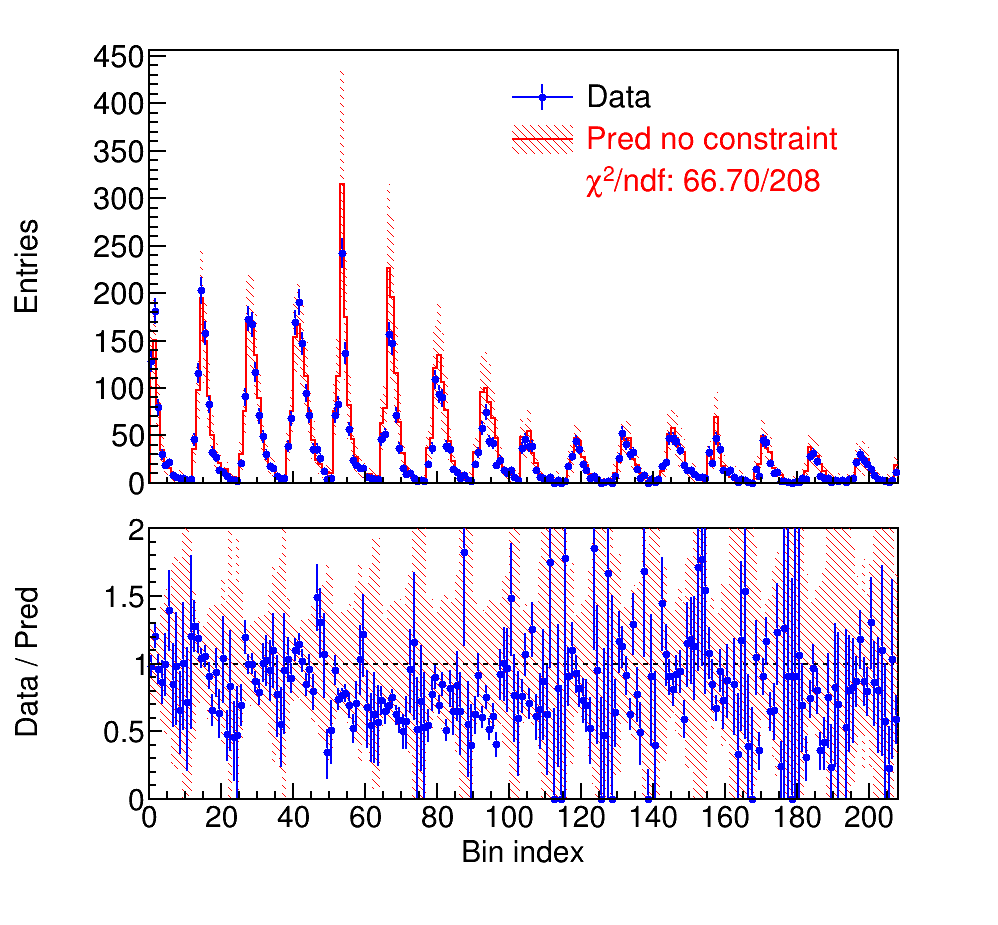 Entries
450
400
350
300
250
200
150
100
50
0
Data
Pred no constraint
χ²/ndf: 66.70/208
Data / Pred
2
1.5
1
0.5
0
0 20 40 60 80 100 120 140 160 180 200
Bin index